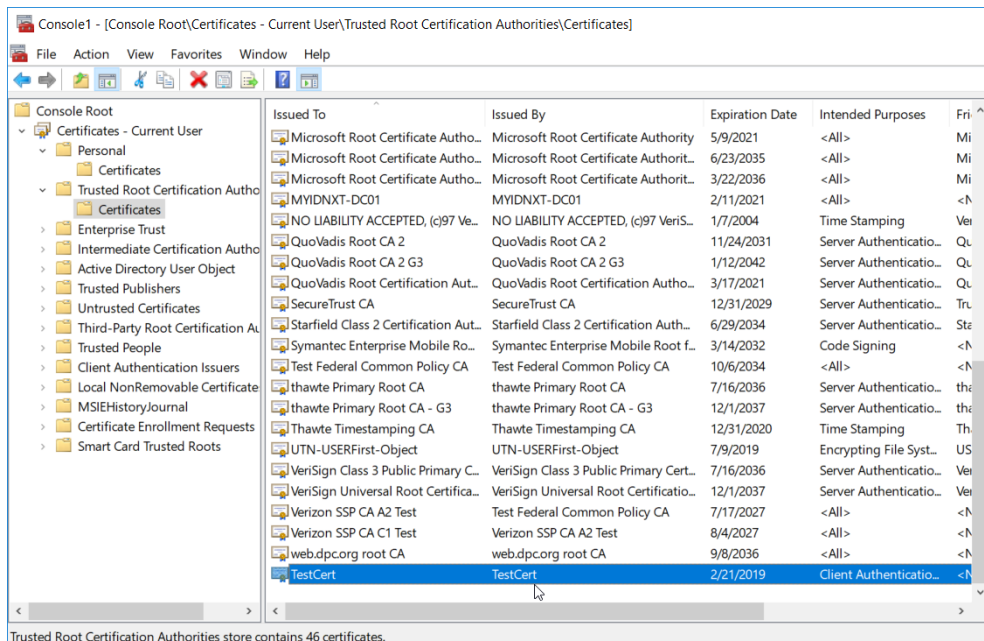 Console1 - [Console Root\Certificates - Current User\Trusted Root Certification Authorities\Certificates]
File Action View Favorites Window Help
Console Root
Certificates - Current User
Personal
Certificates
Trusted Root Certification Autho
Certificates
Enterprise Trust
Intermediate Certification Autho
Active Directory User Object
Trusted Publishers
Untrusted Certificates
Third-Party Root Certification Au
Trusted People
Client Authentication Issuers
Local NonRemovable Certificate
MSIEHistoryJournal
Certificate Enrollment Requests
Smart Card Trusted Roots
Issued To Issued By Expiration Date Intended Purposes Fri
Microsoft Root Certificate Autho... Microsoft Root Certificate Authority 5/9/2021 <All> Mi
Microsoft Root Certificate Autho... Microsoft Root Certificate Authorit... 6/23/2035 <All> Mi
Microsoft Root Certificate Autho... Microsoft Root Certificate Authorit... 3/22/2036 <All> Mi
MYIDNXT-DC01 MYIDNXT-DC01 2/11/2021 <All> <N
NO LIABILITY ACCEPTED, (c)97 Ve... NO LIABILITY ACCEPTED, (c)97 VeriS... 1/7/2004 Time Stamping Ver
QuoVadis Root CA 2 QuoVadis Root CA 2 11/24/2031 Server Authenticatio... Qu
QuoVadis Root CA 2 G3 QuoVadis Root CA 2 G3 1/12/2042 Server Authenticatio... Qu
QuoVadis Root Certification Aut... QuoVadis Root Certification Autho... 3/17/2021 Server Authenticatio... Qu
SecureTrust CA SecureTrust CA 12/31/2029 Server Authenticatio... Tru
Starfield Class 2 Certification Aut... Starfield Class 2 Certification Auth... 6/29/2034 Server Authenticatio... Sta
Symantec Enterprise Mobile Ro... Symantec Enterprise Mobile Root f... 3/14/2032 Code Signing <N
Test Federal Common Policy CA Test Federal Common Policy CA 10/6/2034 <All> <N
thawte Primary Root CA thawte Primary Root CA 7/16/2036 Server Authenticatio... tha
thawte Primary Root CA - G3 thawte Primary Root CA - G3 12/1/2037 Server Authenticatio... tha
Thawte Timestamping CA Thawte Timestamping CA 12/31/2020 Time Stamping Th
UTN-USERFirst-Object UTN-USERFirst-Object 7/9/2019 Encrypting File Syst... US
VeriSign Class 3 Public Primary C... VeriSign Class 3 Public Primary Cert... 7/16/2036 Server Authenticatio... Ver
VeriSign Universal Root Certifica... VeriSign Universal Root Certificatio... 12/1/2037 Server Authenticatio... Ver
Verizon SSP CA A2 Test Test Federal Common Policy CA 7/17/2027 <All> <N
Verizon SSP CA C1 Test Verizon SSP CA A2 Test 8/4/2027 <All> <N
web.dpc.org root CA web.dpc.org root CA 9/8/2036 <All> <N
TestCert TestCert 2/21/2019 Client Authenticatio... <N
Trusted Root Certification Authorities store contains 46 certificates.